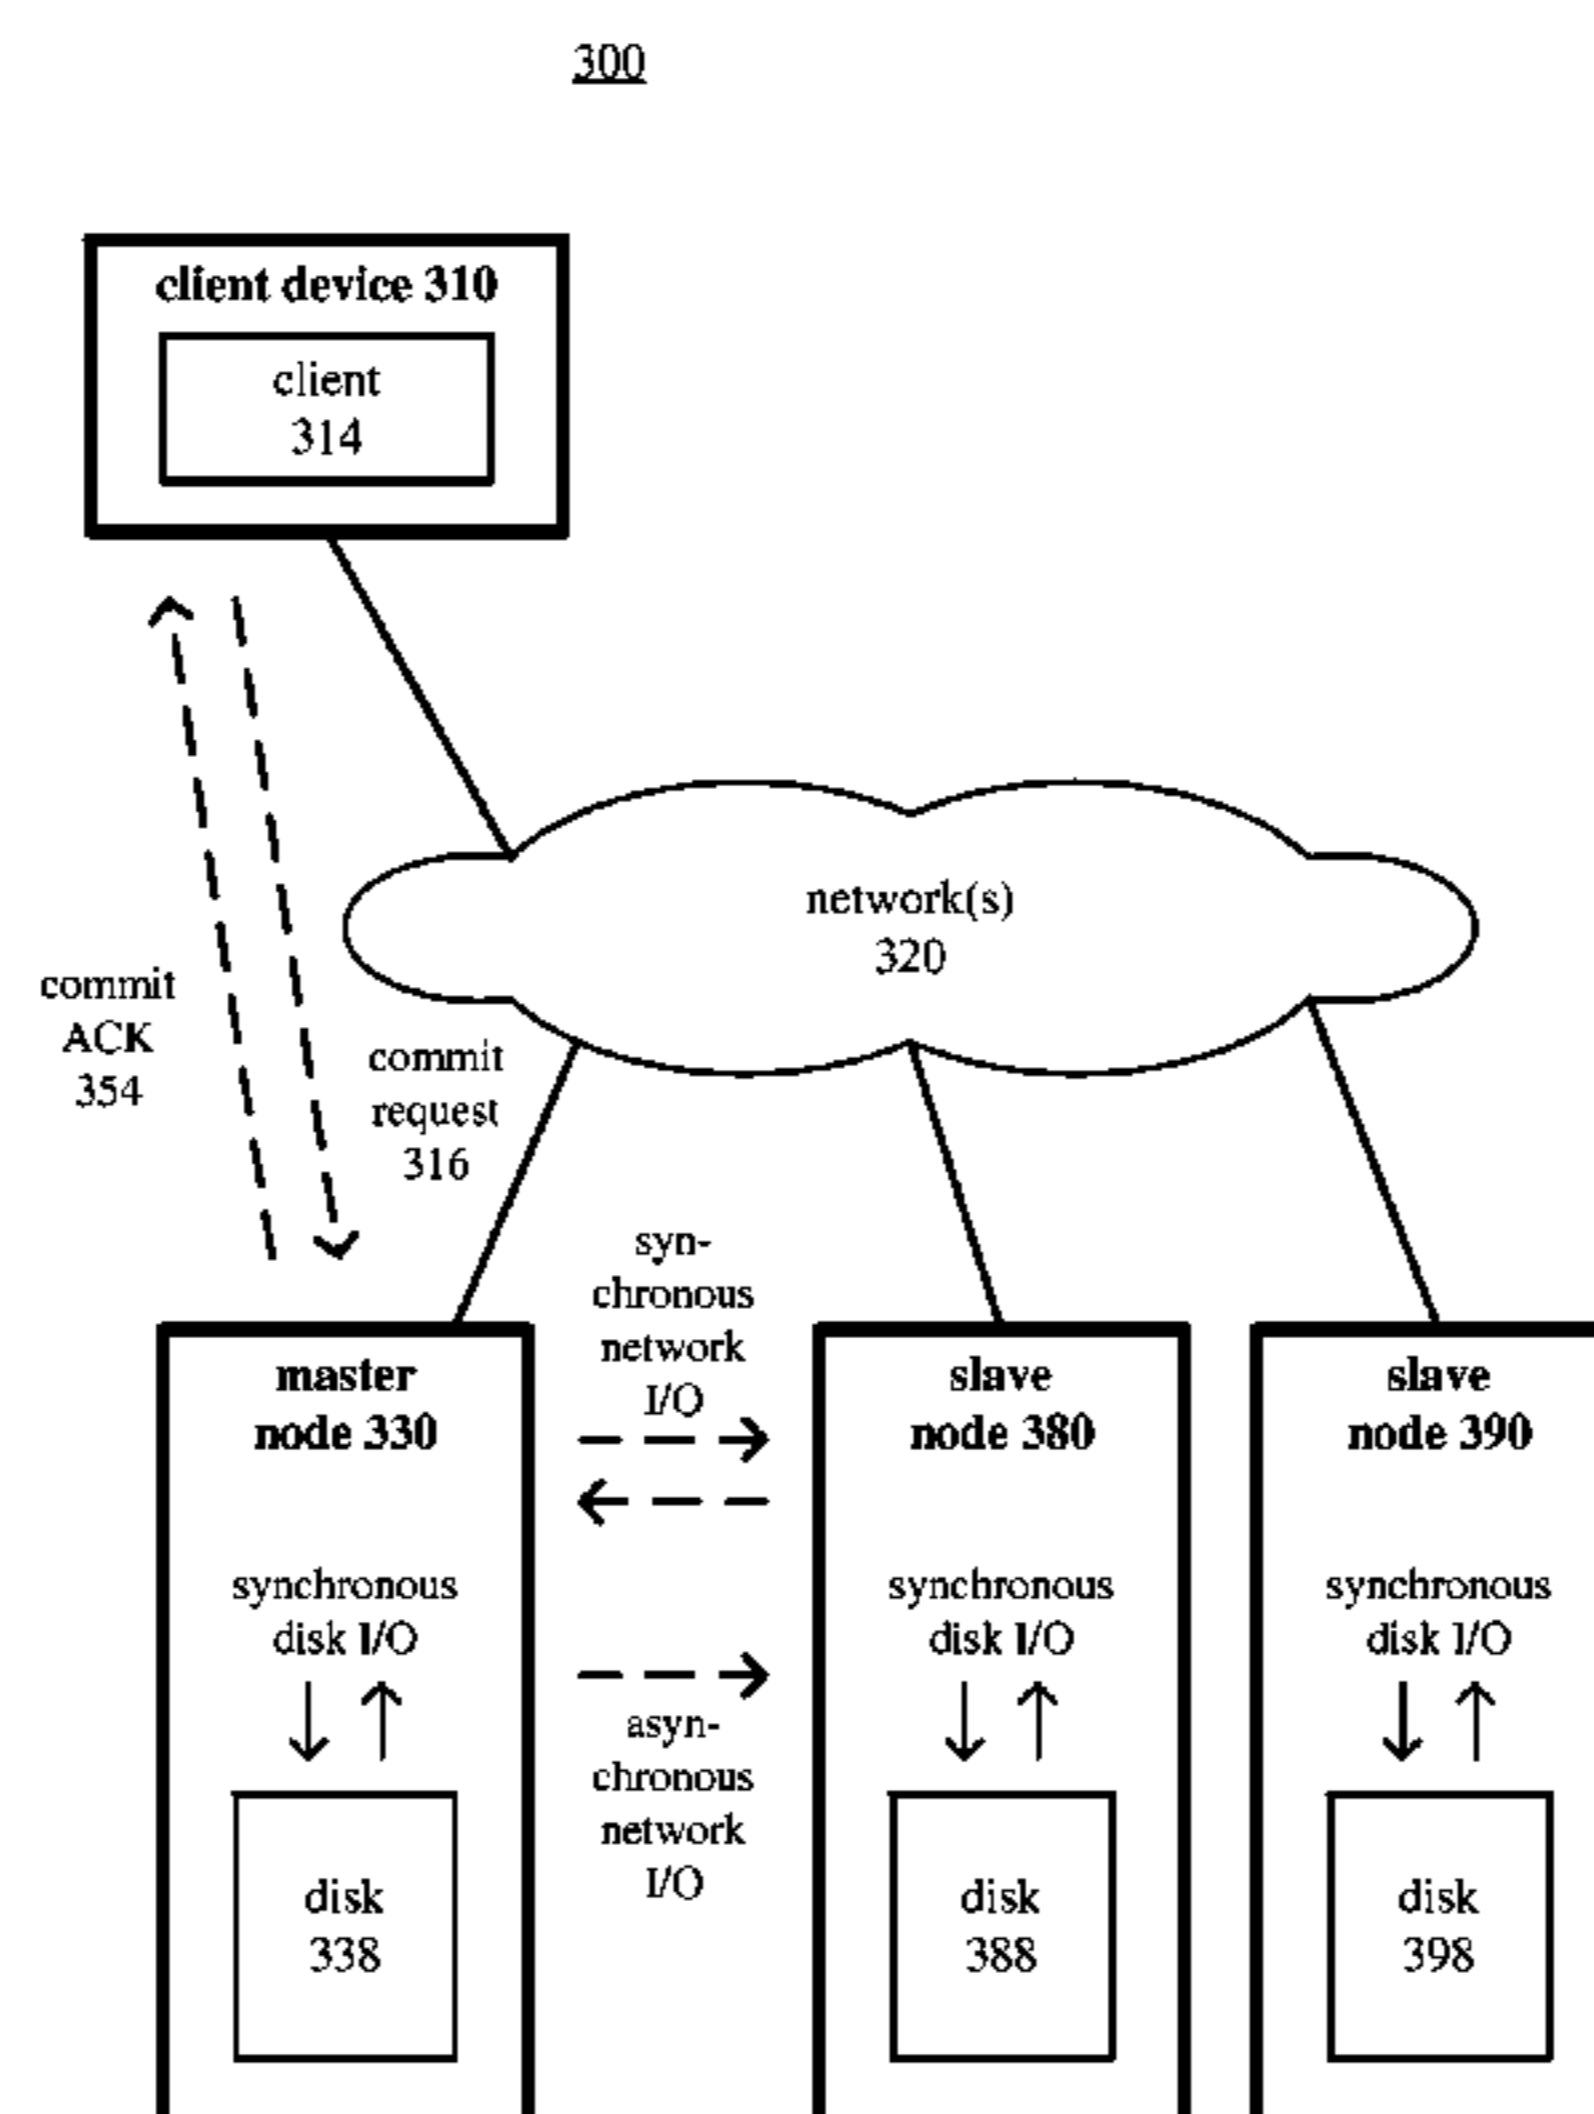 300
client device 310
client
314
commit
ACK
354
commit
request
316
network(s)
320
syn-
chronous
network
I/O
master
node 330
synchronous
disk I/O
disk
338
asyn-
chronous
network
I/O
slave
node 380
synchronous
disk I/O
disk
388
slave
node 390
synchronous
disk I/O
disk
398